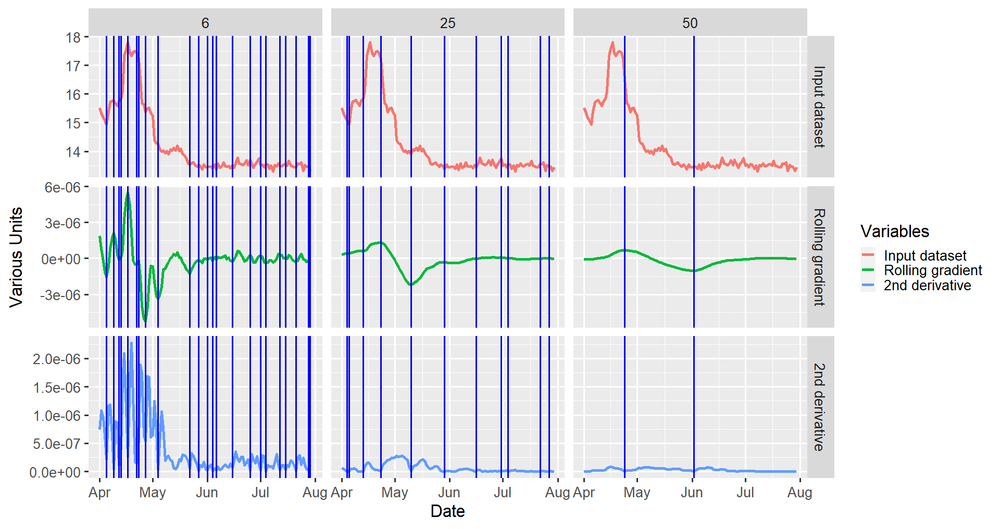 6 25 50
18
17
16
15
14
Input dataset
6e-06
3e-06
0e+00
-3e-06
Rolling gradient
2.0e-06
1.5e-06
1.0e-06
5.0e-07
0.0e+00
2nd derivative
Apr May Jun Jul Aug Apr May Jun Jul Aug Apr May Jun Jul Aug
Date
Various Units
Variables
Input dataset
Rolling gradient
2nd derivative